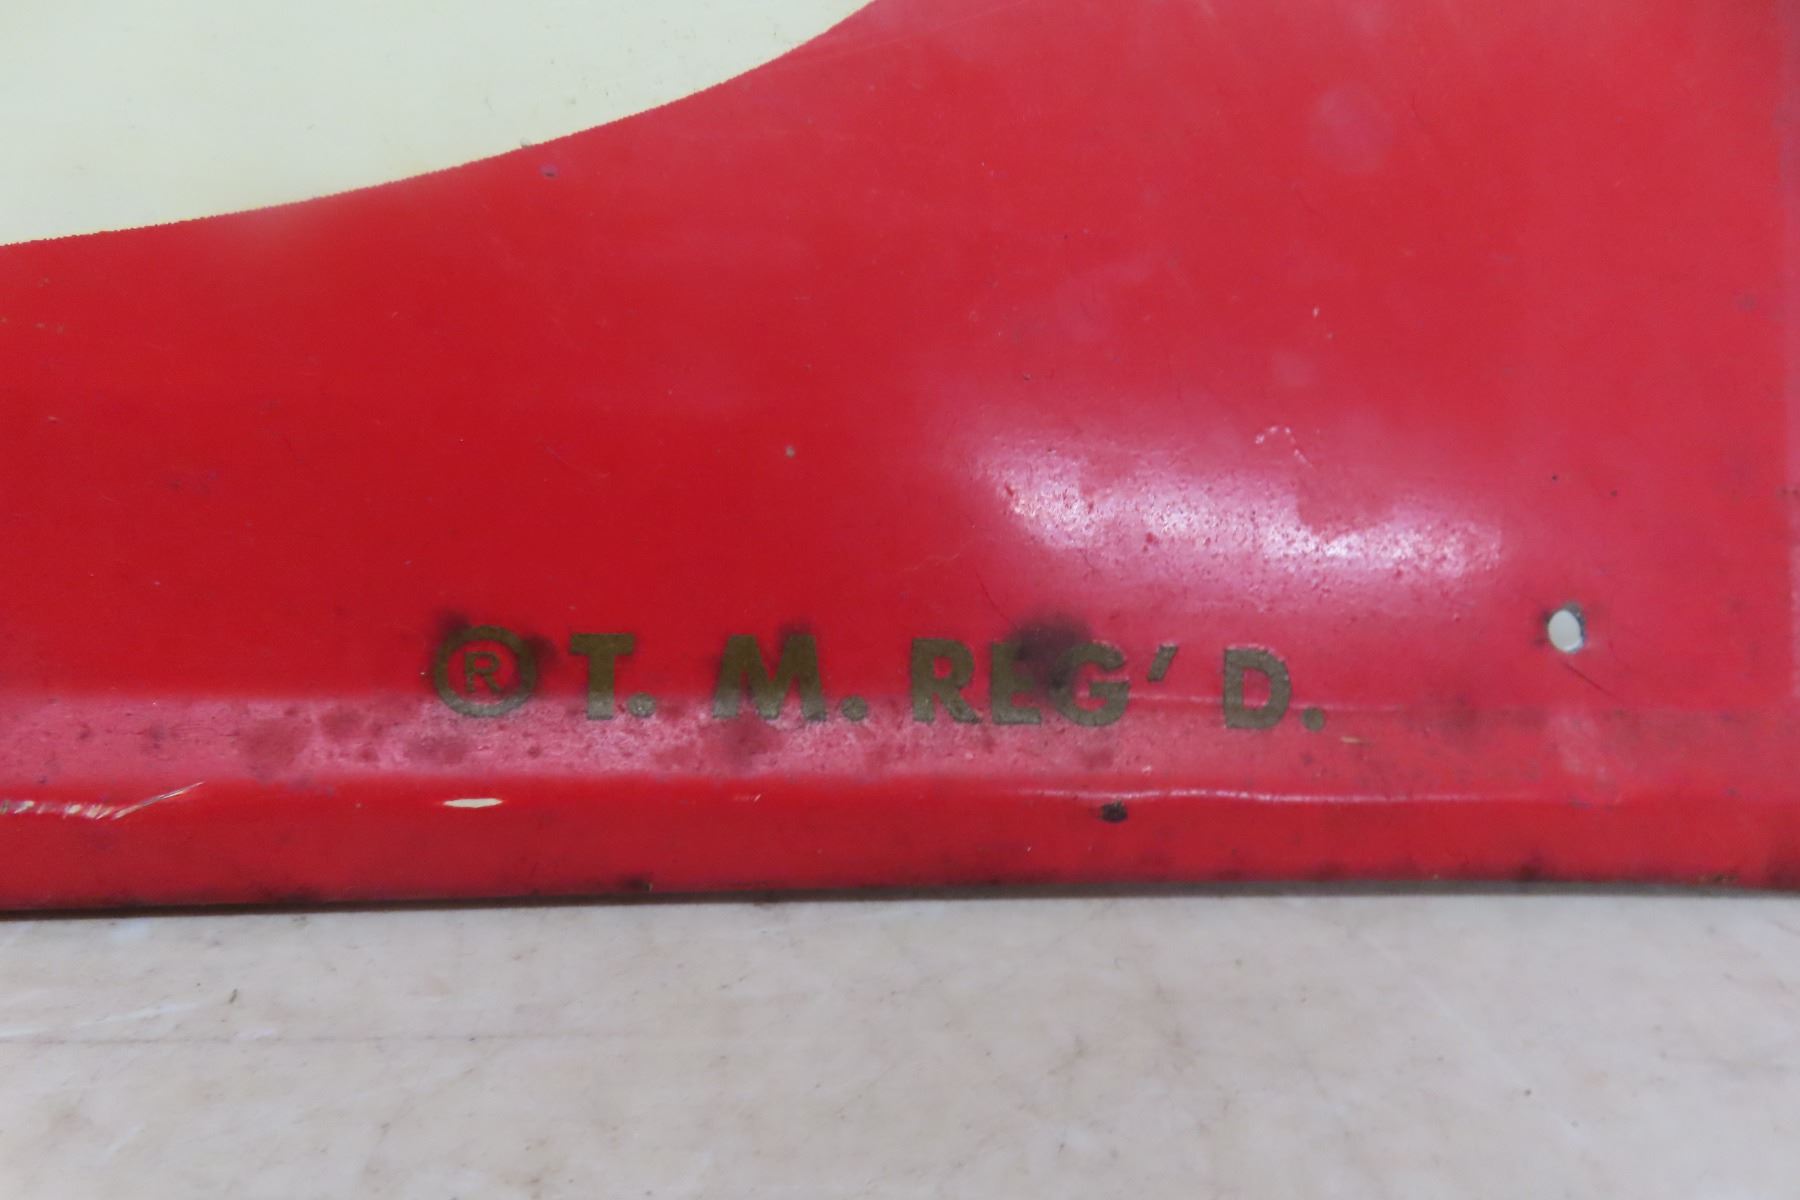 ® T. M. REG'D.